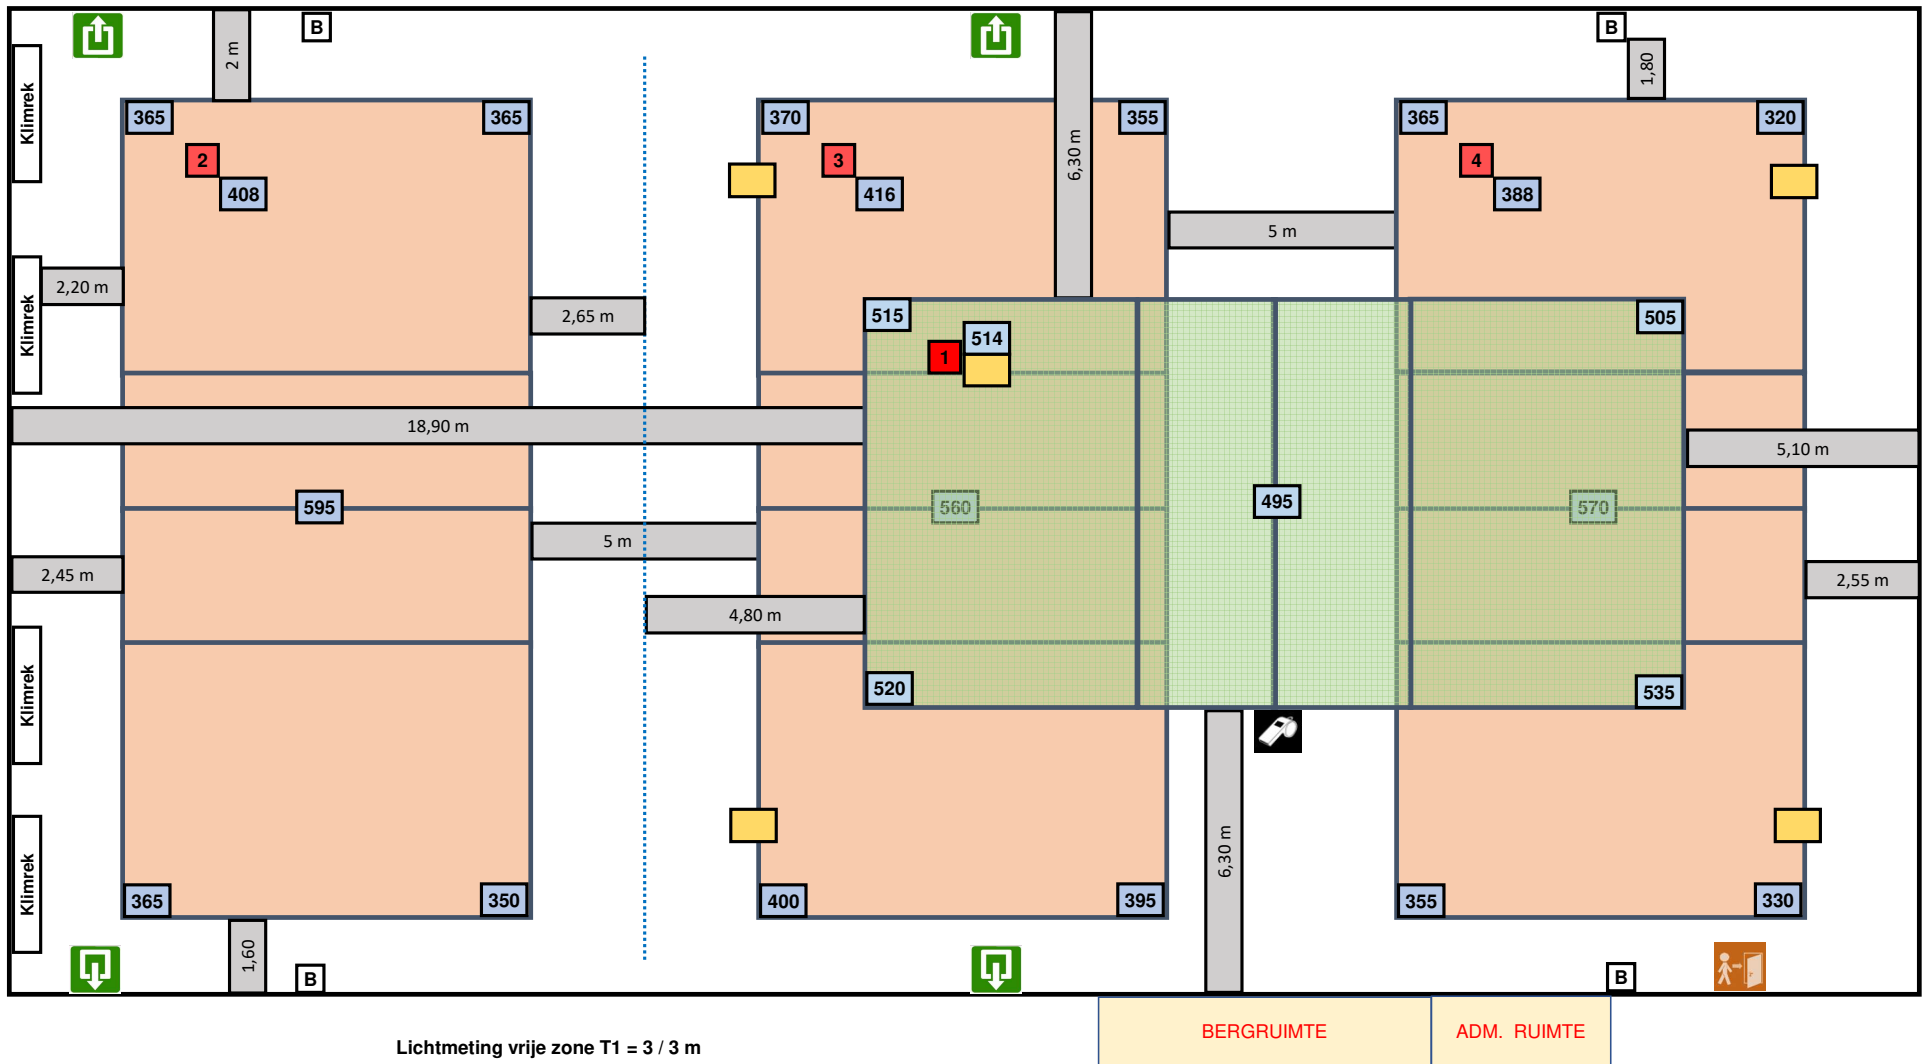 B
B
2 m
1,80
Klimrek
365
365
370
355
365
320
2
408
3
416
4
388
6,30 m
5 m
Klimrek
2,20 m
2,65 m
515
1
514
505
18,90 m
5,10 m
595
560
495
570
5 m
2,45 m
2,55 m
4,80 m
Klimrek
520
535
6,30 m
Klimrek
365
350
400
395
355
330
1,60
B
B
BERGRUIMTE
ADM. RUIMTE
Lichtmeting vrije zone T1 = 3 / 3 m